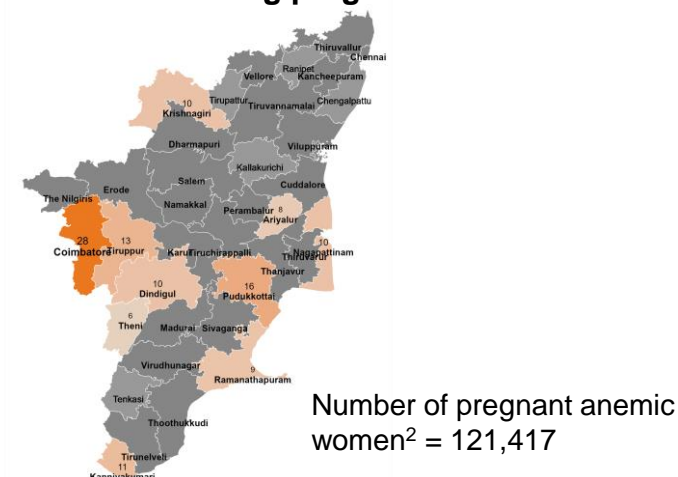 Thiruvallur
Chennai
Ranipet
Vellore
Kancheepuram
10
Krishnagiri
Tirupattur
Tiruvannamalai
Chengalpattu
Dharmapuri
Viluppuram
Kallakurichi
Salem
Cuddalore
The Nilgiris
Erode
Namakkal
Perambalur
8
Ariyalur
28
Coimbatore
13
Tiruppur
Karur
Tiruchirappalli
10
Nagapattinam
Thiruvarur
Thanjavur
10
Dindigul
16
Pudukkottai
6
Theni
Madurai
Sivaganga
Virudhunagar
9
Ramanathapuram
Tenkasi
Thoothukkudi
Tirunelveli
11
Kanniyakumari
Number of pregnant anemic
women² = 121,417